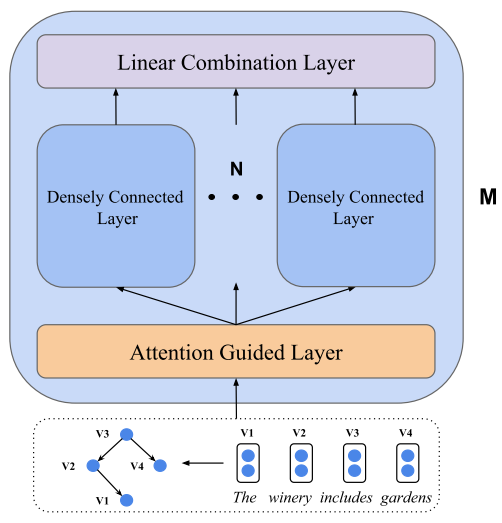 Linear Combination Layer
N
Densely Connected
Layer
Densely Connected
Layer
M
Attention Guided Layer
V3
V2
V4
V1
V1 V2 V3 V4
The winery includes gardens